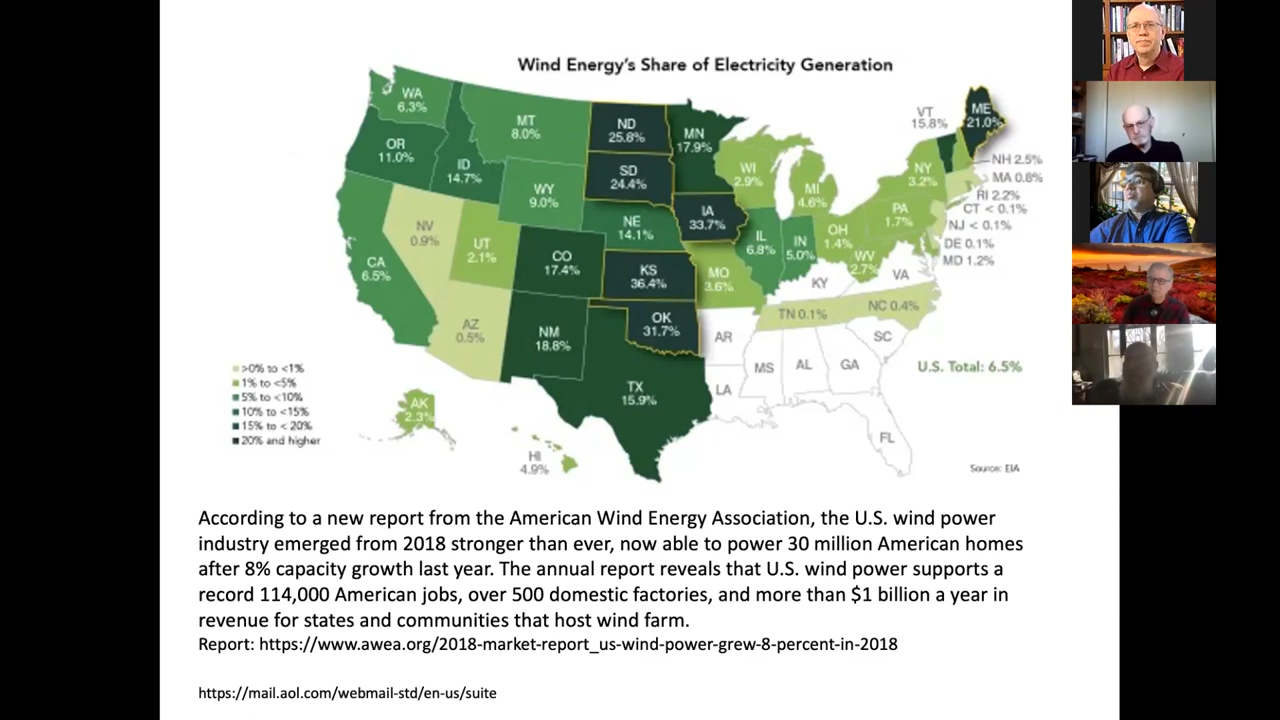 Wind Energy's Share of Electricity Generation
WA
6.3%
OR
11.0%
CA
6.5%
NV
0.9%
ID
14.7%
MT
8.0%
WY
9.0%
UT
2.1%
AZ
0.5%
CO
17.4%
NM
18.8%
ND
25.8%
SD
24.4%
NE
14.1%
KS
36.4%
OK
31.7%
TX
15.9%
MN
17.9%
IA
33.7%
MO
3.6%
AR
LA
WI
2.9%
IL
6.8%
MI
4.6%
IN
5.0%
OH
1.4%
KY
TN 0.1%
MS
AL
GA
FL
SC
NC 0.4%
VA
WV
2.7%
PA
1.7%
NY
3.2%
VT
15.8%
ME
21.0%
NH 2.5%
MA 0.8%
RI 2.2%
CT < 0.1%
NJ < 0.1%
DE 0.1%
MD 1.2%
AK
2.3%
HI
4.9%
>0% to <1%
1% to <5%
5% to <10%
10% to <15%
15% to < 20%
20% and higher
U.S. Total: 6.5%
Source: EIA
According to a new report from the American Wind Energy Association, the U.S. wind power
industry emerged from 2018 stronger than ever, now able to power 30 million American homes
after 8% capacity growth last year. The annual report reveals that U.S. wind power supports a
record 114,000 American jobs, over 500 domestic factories, and more than $1 billion a year in
revenue for states and communities that host wind farm.
Report: https://www.awea.org/2018-market-report_us-wind-power-grew-8-percent-in-2018
https://mail.aol.com/webmail-std/en-us/suite